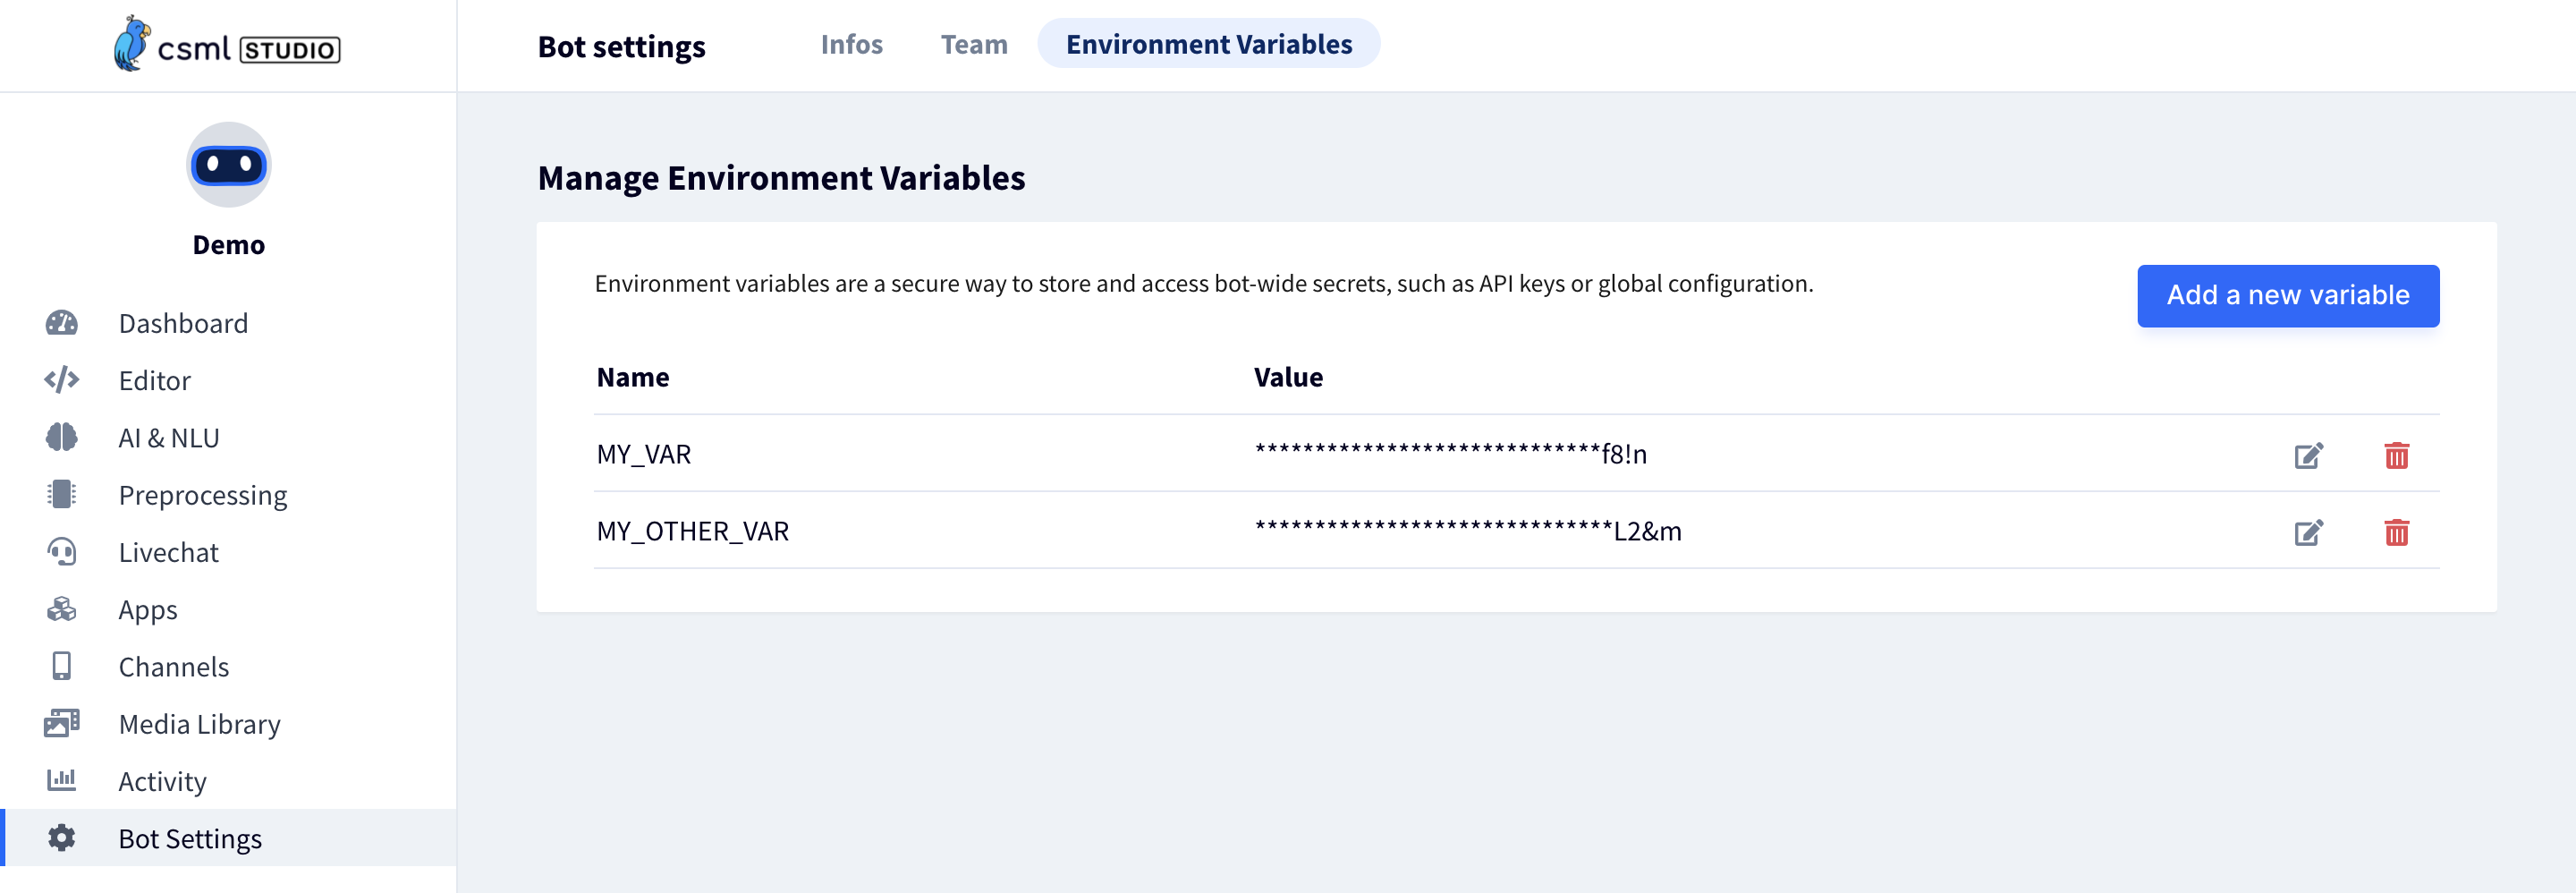 csml STUDIO
Bot settings
Infos
Team
Environment Variables
Demo
Dashboard
Editor
AI & NLU
Preprocessing
Livechat
Apps
Channels
Media Library
Activity
Bot Settings
Manage Environment Variables
Environment variables are a secure way to store and access bot-wide secrets, such as API keys or global configuration.
Add a new variable
Name Value
MY_VAR *****************************f8!n
MY_OTHER_VAR ******************************L2&m